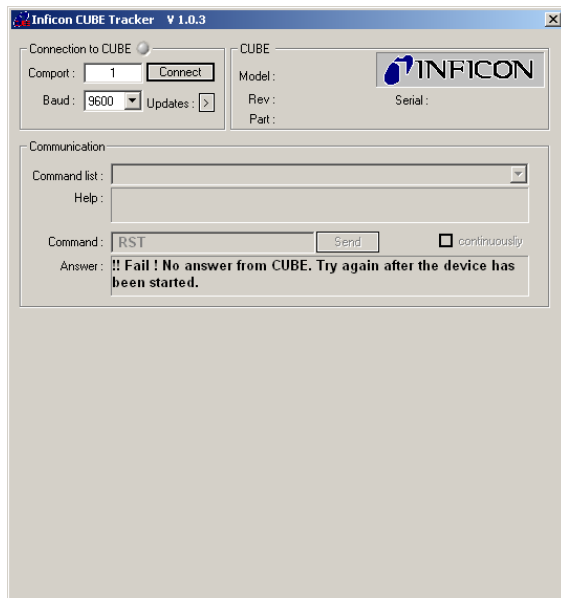 Inficon CUBE Tracker V 1.0.3
Connection to CUBE
Comport : 1 Connect
Baud : 9600 Updates : >
CUBE
INFICON
Model :
Rev : Serial :
Part :
Communication
Command list :
Help :
Command : RST Send continuously
Answer : !! Fail ! No answer from CUBE. Try again after the device has
been started.